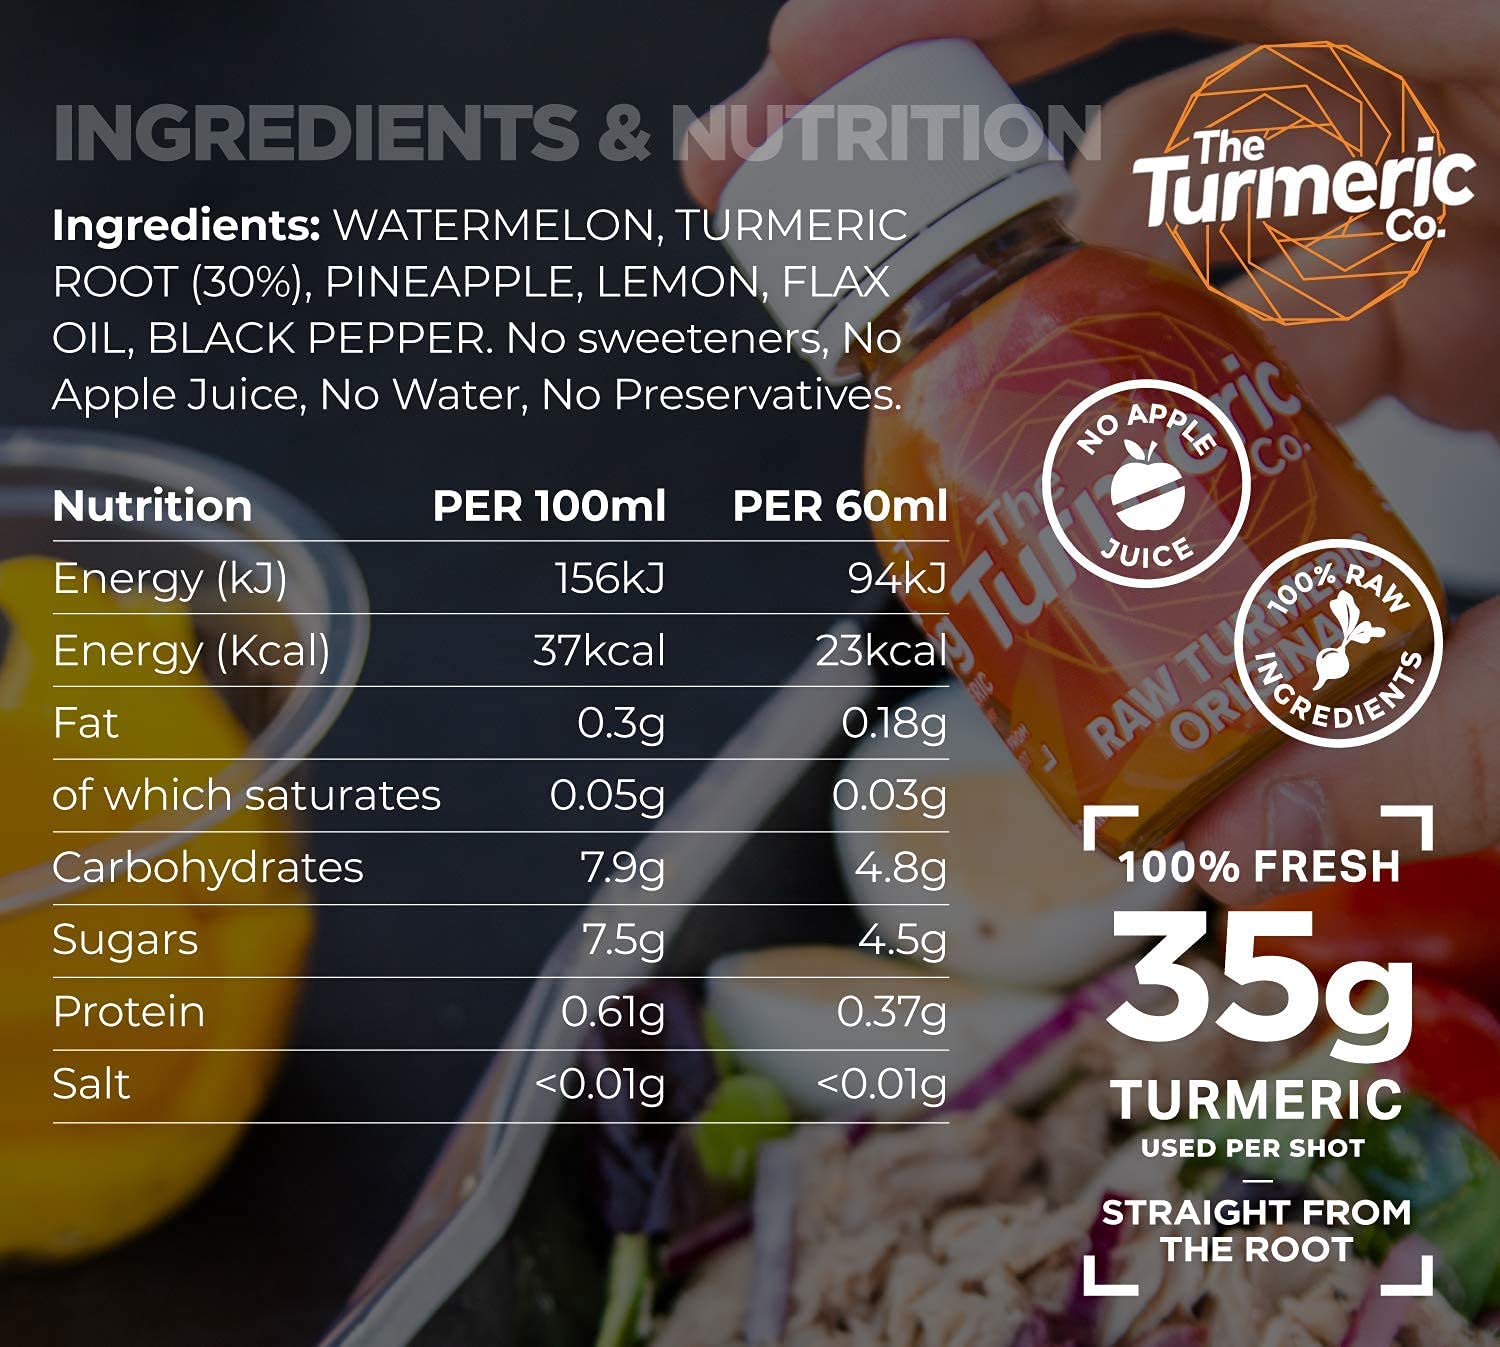 INGREDIENTS & NUTRITION
The
Turmeric
Co.
Ingredients: WATERMELON, TURMERIC
ROOT (30%), PINEAPPLE, LEMON, FLAX
OIL, BLACK PEPPER. No sweeteners, No
Apple Juice, No Water, No Preservatives.
Nutrition PER 100ml PER 60ml
Energy (kJ) 156kJ 94kJ
Energy (Kcal) 37kcal 23kcal
Fat 0.3g 0.18g
of which saturates 0.05g 0.03g
Carbohydrates 7.9g 4.8g
Sugars 7.5g 4.5g
Protein 0.61g 0.37g
Salt <0.01g <0.01g
The
Turmeric
Co.
RAW TURMERIC
ORIGINAL
NO APPLE
JUICE
100% RAW
INGREDIENTS
100% FRESH
35g
TURMERIC
USED PER SHOT
STRAIGHT FROM
THE ROOT